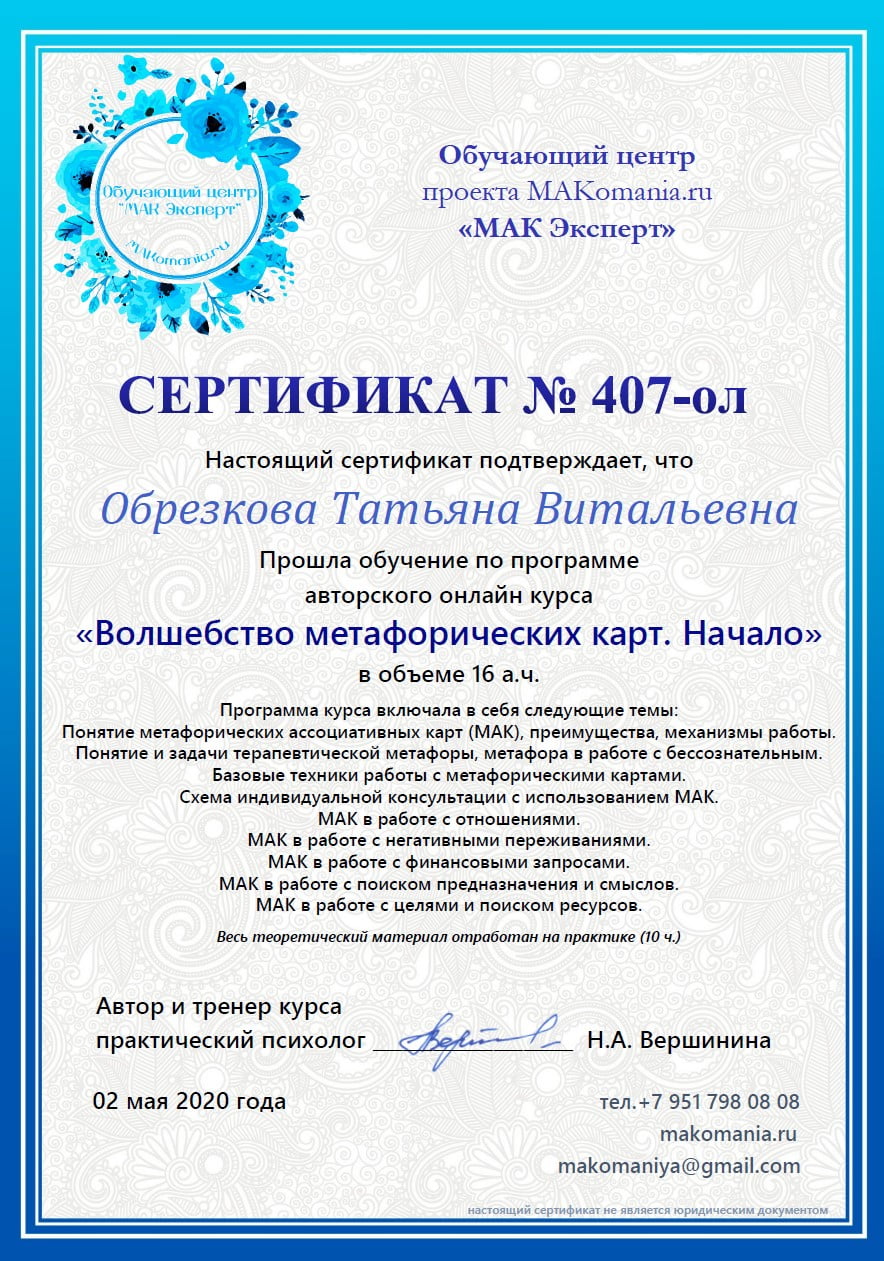 Обучающий центр
"МАК Эксперт"
МАКomania.ru
Обучающий центр
проекта MAKomania.ru
«МАК Эксперт»
СЕРТИФИКАТ № 407-ол
Настоящий сертификат подтверждает, что
Обрезкова Татьяна Витальевна
Прошла обучение по программе
авторского онлайн курса
«Волшебство метафорических карт. Начало»
в объеме 16 а.ч.
Программа курса включала в себя следующие темы:
Понятие метафорических ассоциативных карт (МАК), преимущества, механизмы работы.
Понятие и задачи терапевтической метафоры, метафора в работе с бессознательным.
Базовые техники работы с метафорическими картами.
Схема индивидуальной консультации с использованием МАК.
МАК в работе с отношениями.
МАК в работе с негативными переживаниями.
МАК в работе с финансовыми запросами.
МАК в работе с поиском предназначения и смыслов.
МАК в работе с целями и поиском ресурсов.
Весь теоретический материал отработан на практике (10 ч.)
Автор и тренер курса
практический психолог Н.А. Вершинина
02 мая 2020 года
тел.+7 951 798 08 08
makomania.ru
makomaniya@gmail.com
настоящий сертификат не является юридическим документом